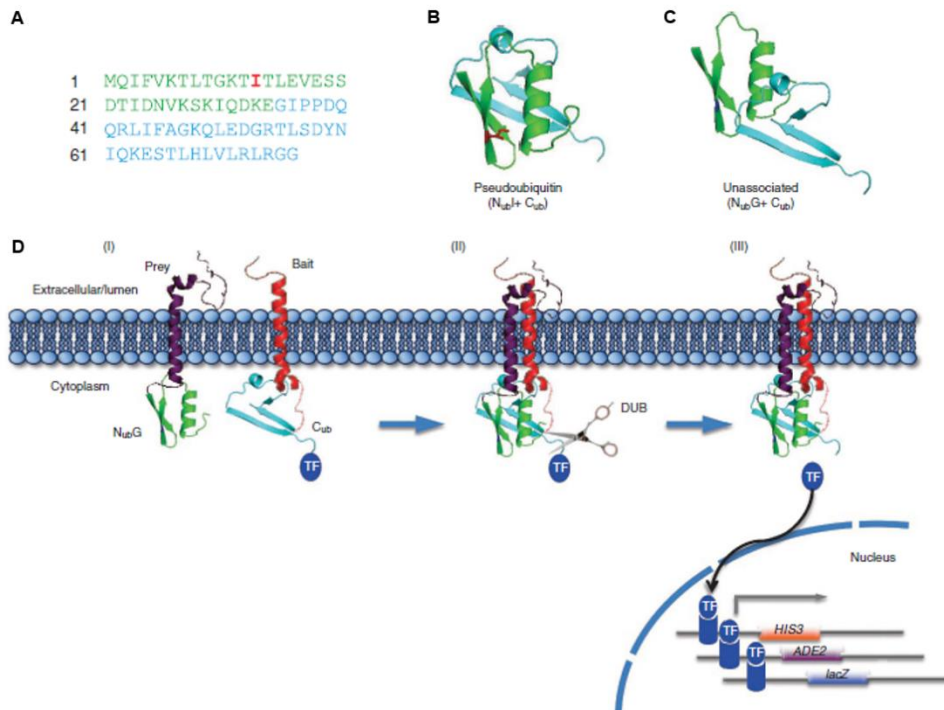 A
1 MQIFVKTLTGKTITLEVESS
21 DTIDNVKSKIQDKEGIPPDQ
41 QRLIFAGKQLEDGRTLSDYN
61 IQKESTLHLVLRLRGG
B
Pseudoubiquitin
(NubI+ Cub)
C
Unassociated
(NubG+ Cub)
D
(I)
(II)
(III)
Prey
Bait
Extracellular/lumen
Cytoplasm
NubG
Cub
TF
DUB
TF
TF
Nucleus
TF
TF
HIS3
TF
ADE2
lacZ